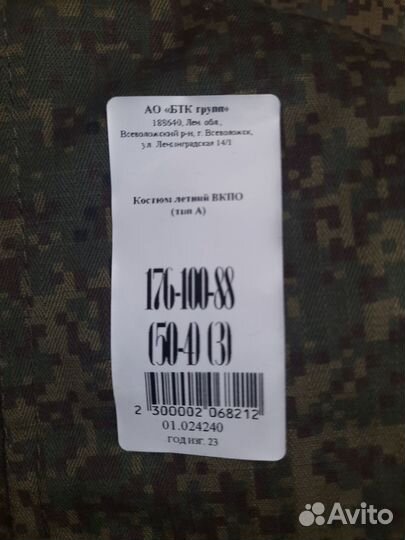 АО «БТК групп»
188640, Лен. обл.,
Всеволожский р-н, г. Всеволожск,
ул. Ленинградская 14/1
Костюм летний ВКПО
(тип А)
176-100-88
(50-4) (3)
2 300002 068212
01.024240
год изг. 23
Avito